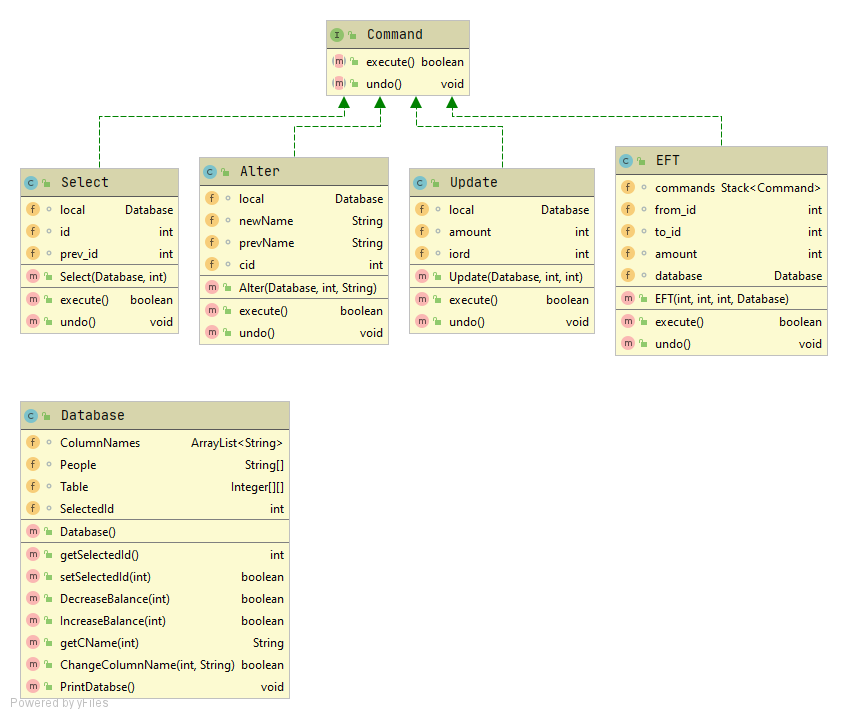 Command
execute() boolean
undo() void
Select
local Database
id int
prev_id int
Select(Database, int)
execute() boolean
undo() void
Alter
local Database
newName String
prevName String
cid int
Alter(Database, int, String)
execute() boolean
undo() void
Update
local Database
amount int
iord int
Update(Database, int, int)
execute() boolean
undo() void
EFT
commands Stack<Command>
from_id int
to_id int
amount int
database Database
EFT(int, int, int, Database)
execute() boolean
undo() void
Database
ColumnNames ArrayList<String>
People String[]
Table Integer[][]
SelectedId int
Database()
getSelectedId() int
setSelectedId(int) boolean
DecreaseBalance(int) boolean
IncreaseBalance(int) boolean
getCName(int) String
ChangeColumnName(int, String) boolean
PrintDatabse() void
Powered by yFiles